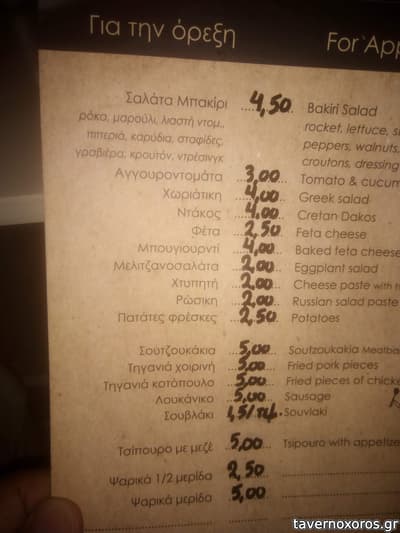 Για την όρεξη For App
Σαλάτα Μπακίρι 4,50 Bakiri Salad
ρόκα, μαρούλι, λιαστή ντομ., rocket, lettuce,
πιπεριά, καρύδια, σταφίδες, peppers, walnuts,
γραβιέρα, κρουτόν, ντρέσινγκ croutons, dressing
Αγγουροντομάτα 3,00 Tomato & cucum
Χωριάτικη 4,00 Greek salad
Ντάκος 4,00 Cretan Dakos
Φέτα 2,50 Feta cheese
Μπουγιουρντί 4,00 Baked feta cheese
Μελιτζανοσαλάτα 2,00 Eggplant salad
Χτυπητή 2,00 Cheese paste with
Ρώσικη 2,00 Russian salad paste
Πατάτες φρέσκες 2,50 Potatoes
Σουτζουκάκια 5,00 Soutzoukakia Meatbal
Τηγανιά χοιρινή 5,00 Fried pork pieces
Τηγανιά κοτόπουλο 5,00 Fried pieces of chicke
Λουκάνικο 5,00 Sausage
Σουβλάκι 1,5/τεμ. Souvlaki
Τσίπουρο με μεζέ 5,00 Tsipouro with appetize
Ψαρικά 1/2 μερίδα 2,50
Ψαρικά μερίδα 5,00
tavernoxoros.gr